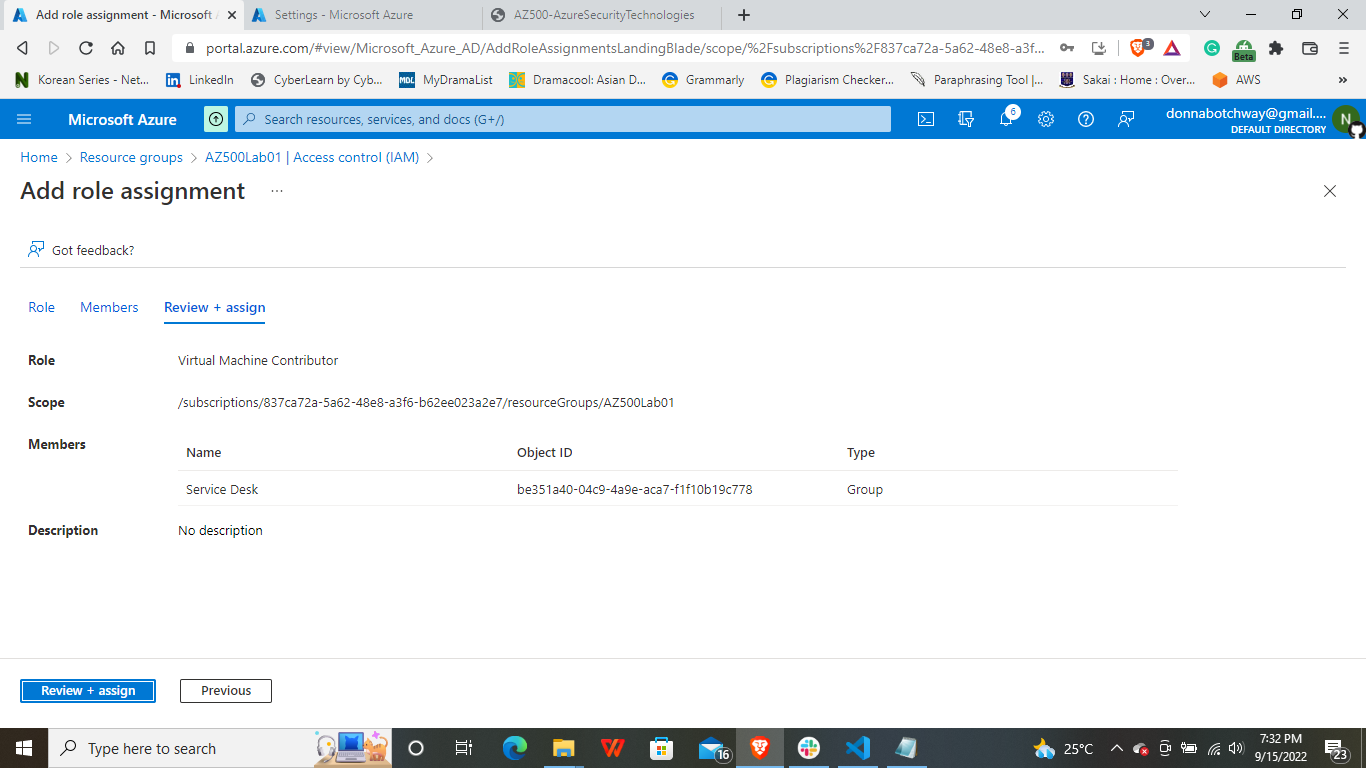 Add role assignment - Microsoft A
Settings - Microsoft Azure
AZ500-AzureSecurityTechnologies
portal.azure.com/#view/Microsoft_Azure_AD/AddRoleAssignmentsLandingBlade/scope/%2Fsubscriptions%2F837ca72a-5a62-48e8-a3f...
3
Beta
Korean Series - Net...
LinkedIn
CyberLearn by Cyb...
MDL MyDramaList
Dramacool: Asian D...
Grammarly
Plagiarism Checker...
Paraphrasing Tool |...
Sakai : Home : Over...
AWS
Microsoft Azure
Search resources, services, and docs (G+/)
6
donnabotchway@gmail....
DEFAULT DIRECTORY
N
Home > Resource groups > AZ500Lab01 | Access control (IAM) >
Add role assignment ...
Got feedback?
Role Members Review + assign
Role Virtual Machine Contributor
Scope /subscriptions/837ca72a-5a62-48e8-a3f6-b62ee023a2e7/resourceGroups/AZ500Lab01
Members Name Object ID Type
Service Desk be351a40-04c9-4a9e-aca7-f1f10b19c778 Group
Description No description
Review + assign Previous
Type here to search
16
25°C
7:32 PM
9/15/2022
23